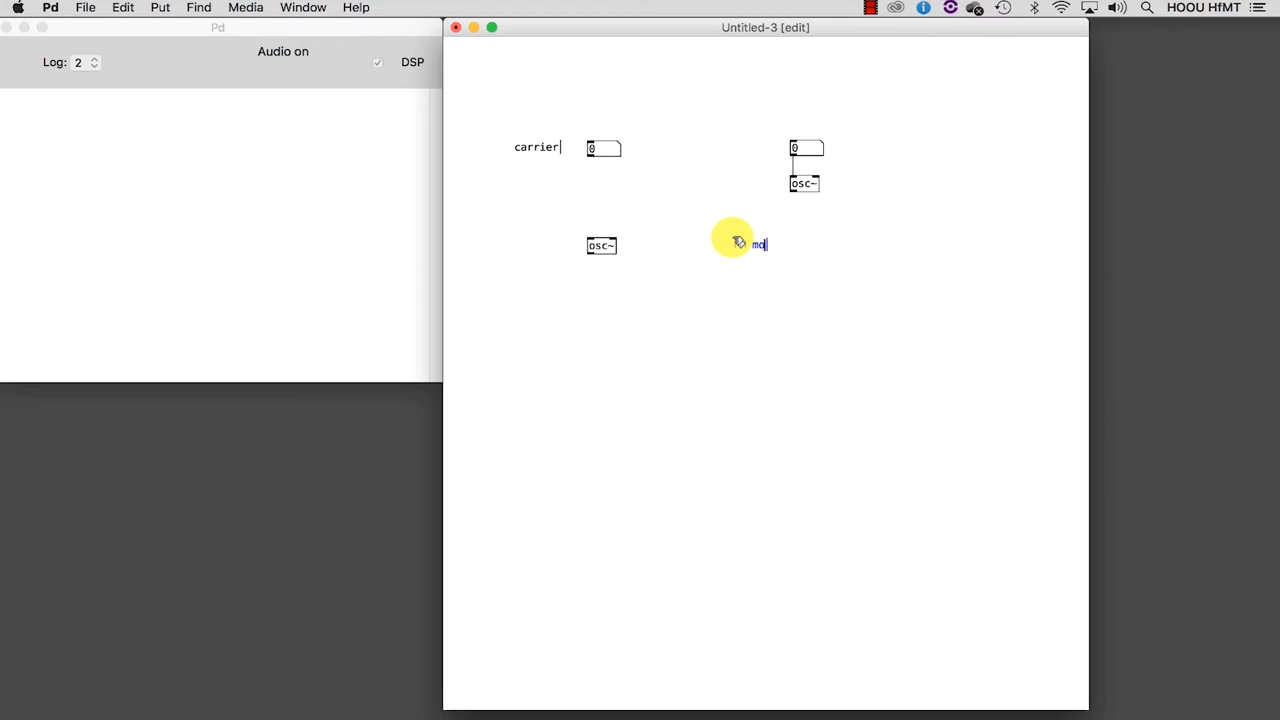 Pd File Edit Put Find Media Window Help HOOU HfMT
Pd
Untitled-3 [edit]
Audio on
Log: 2 DSP
carrier 0 0
osc~
osc~